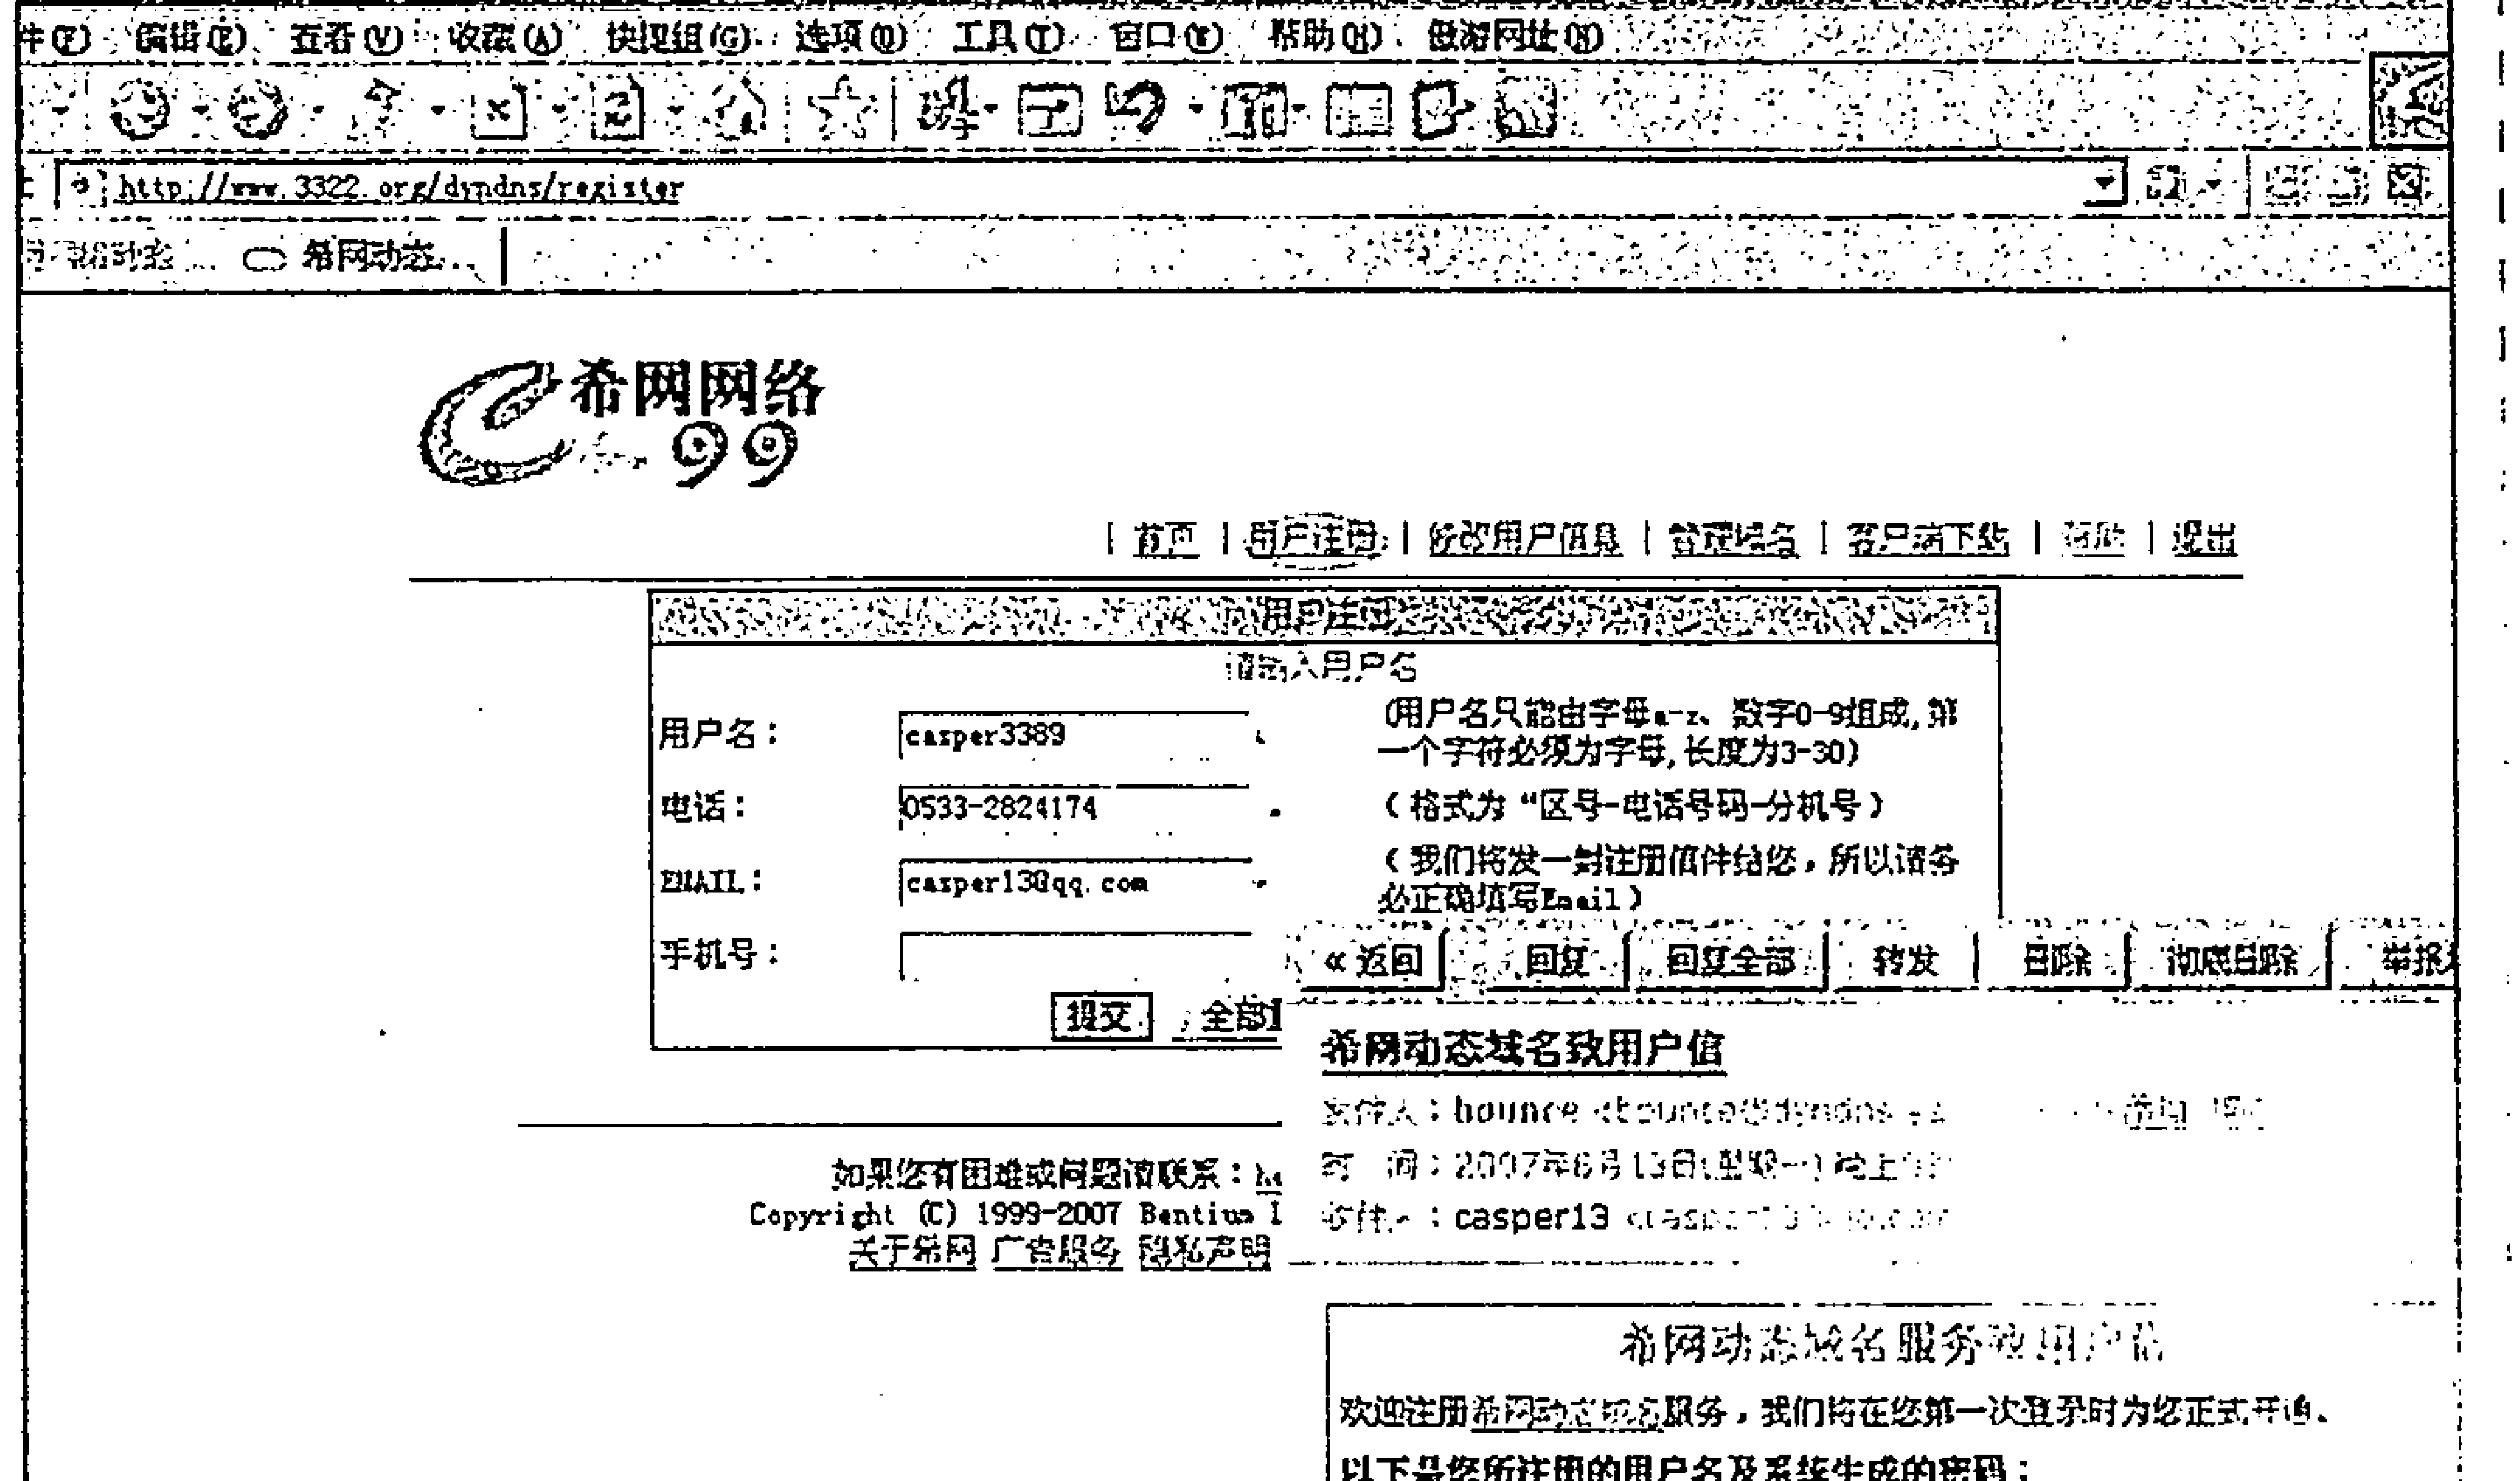 件(F) 编辑(E) 查看(V) 收藏(A) 快捷组(G) 选项(O) 工具(T) 窗口(W) 帮助(H) 傲游网址(X)
http://www.3322.org/dyndns/register
希网动态...
希网网络
99
| 首页 | 用户注册 | 修改用户信息 | 管理域名 | 客户端下载 | 帮助 | 退出
用户注册
请输入用户名
用户名： casper3389 (用户名只能由字母a-z、数字0-9组成,第
一个字符必须为字母,长度为3-30)
电话： 0533-2824174 (格式为“区号-电话号码-分机号)
EMAIL： casper13@qq.com (我们将发一封注册信件给您，所以请务
必正确填写Email)
手机号：
提交 全部
« 返回 回复 回复全部 转发 删除 彻底删除 举报
希网动态域名致用户信
发件人：bounce
时 间：2007年6月
收件人：casper13
如果您有困难或问题请联系：
Copyright (C) 1999-2007 Bentium
关于希网 广告服务 隐私声明
希网动态域名服务致用户信
欢迎注册希网动态域名服务，我们将在您第一次登录时为您正式开通。
以下是您所注册的用户名及系统生成的密码：